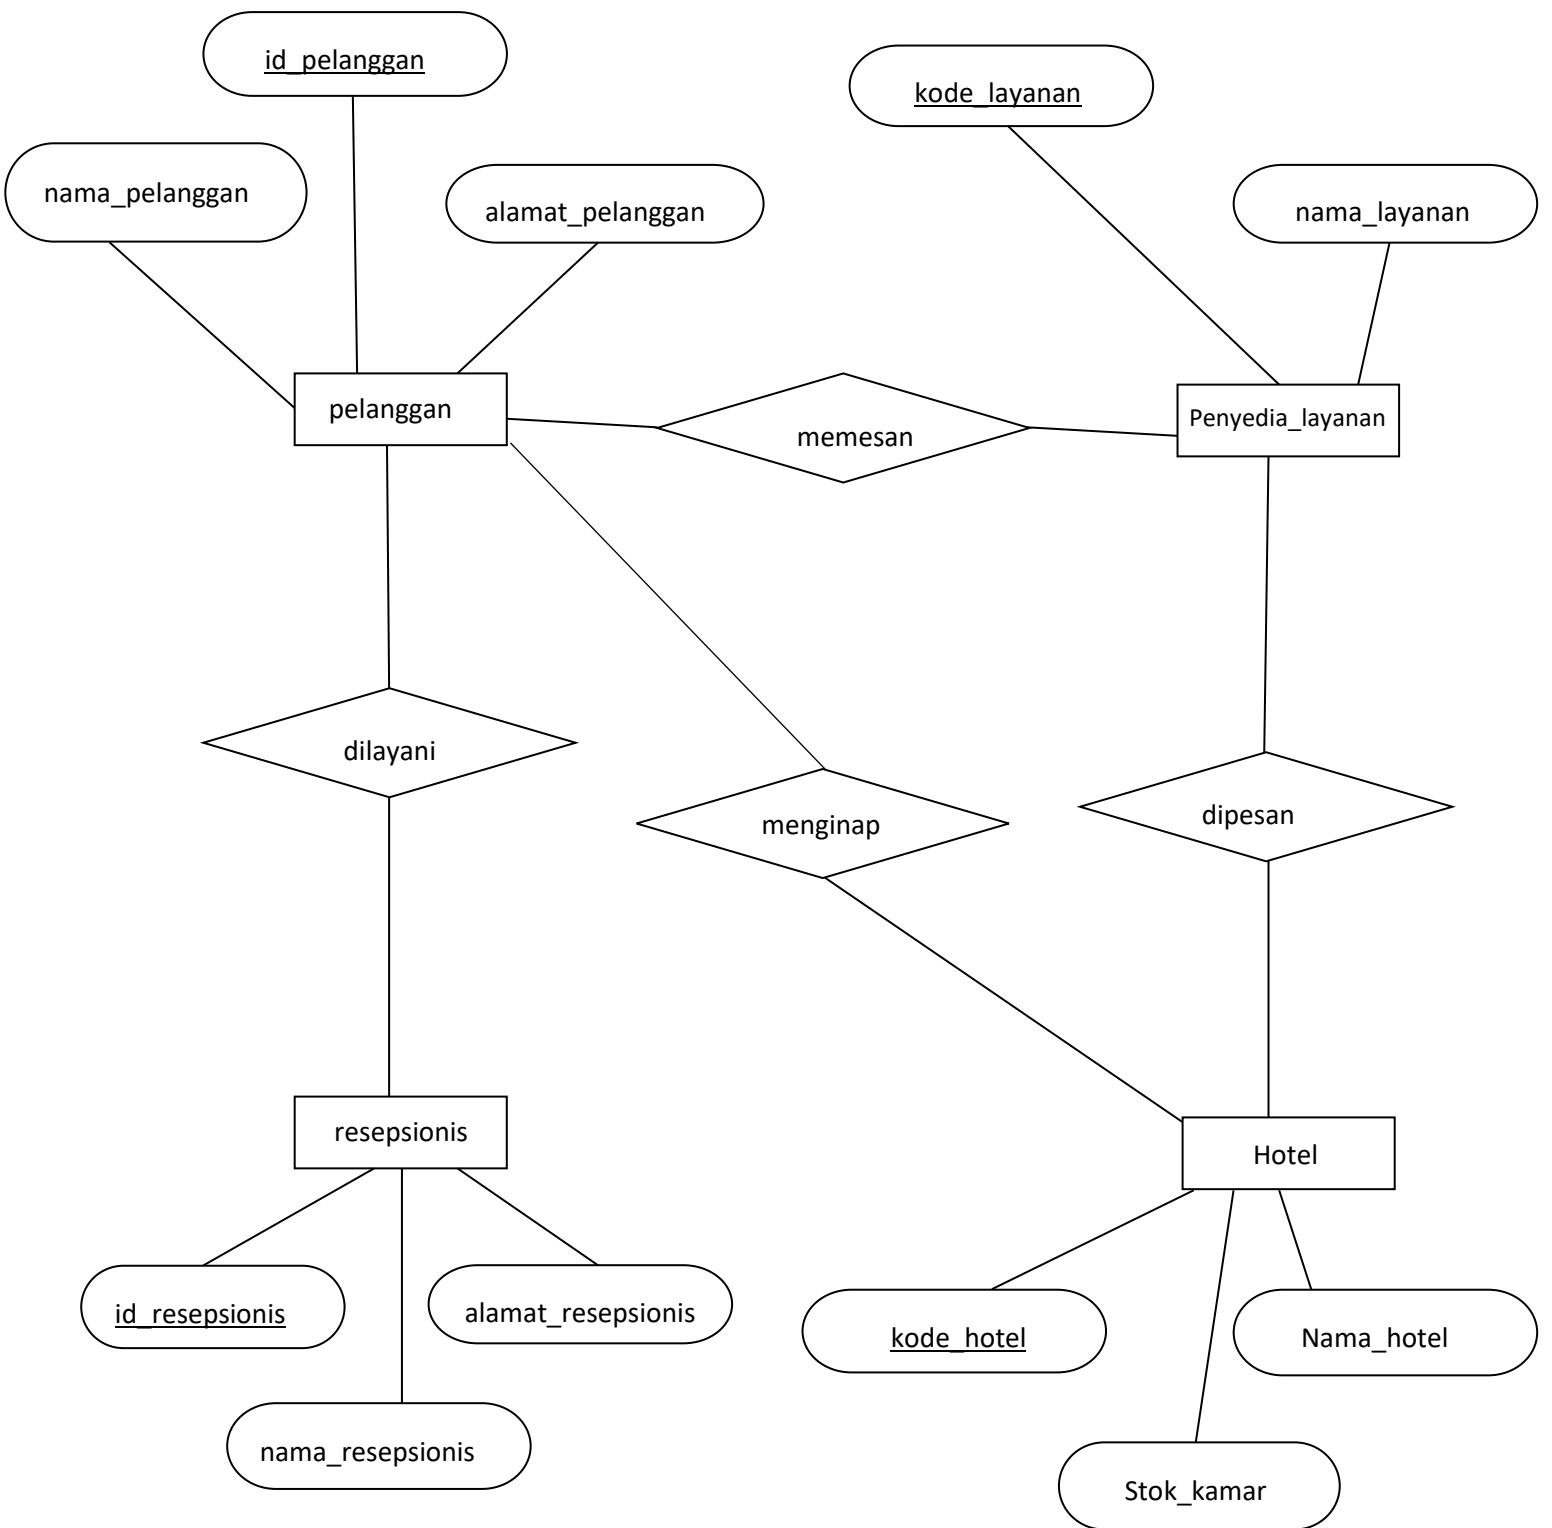 id_pelanggan
kode_layanan
nama_pelanggan
alamat_pelanggan
nama_layanan
pelanggan
memesan
Penyedia_layanan
dilayani
menginap
dipesan
resepsionis
Hotel
id_resepsionis
alamat_resepsionis
kode_hotel
Nama_hotel
nama_resepsionis
Stok_kamar